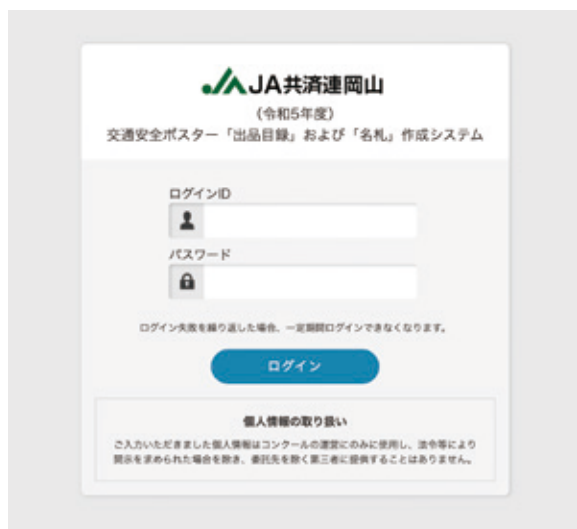 JA共済連岡山
(令和5年度)
交通安全ポスター「出品目録」および「名札」作成システム
ログインID
パスワード
ログイン失敗を繰り返した場合、一定期間ログインできなくなります。
ログイン
個人情報の取り扱い
ご入力いただきました個人情報はコンクールの運営にのみに使用し、法令等により
開示を求められた場合を除き、委託先を除く第三者に提供することはありません。